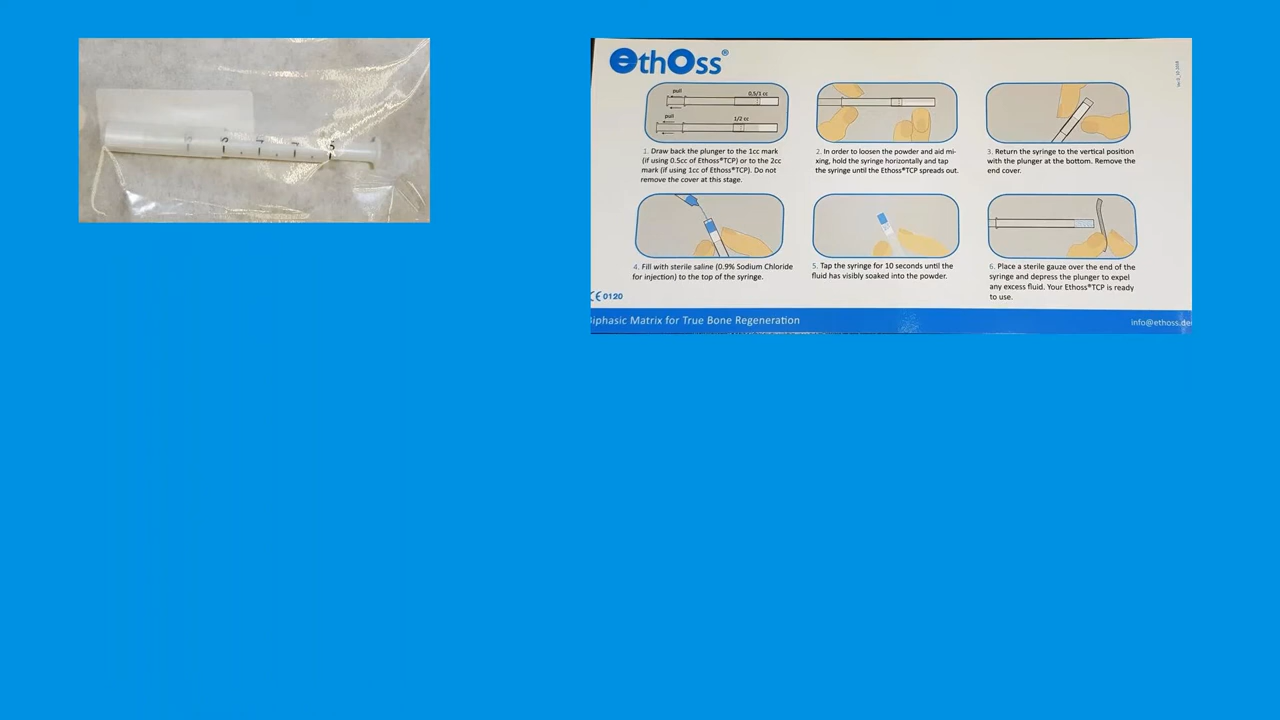 ethOss®
pull
0,5/1 cc
pull
1/2 cc
1. Draw back the plunger to the 1cc mark
(if using 0.5cc of Ethoss®TCP) or to the 2cc
mark (if using 1cc of Ethoss®TCP). Do not
remove the cover at this stage.
2. In order to loosen the powder and aid mi-
xing, hold the syringe horizontally and tap
the syringe until the Ethoss®TCP spreads out.
3. Return the syringe to the vertical position
with the plunger at the bottom. Remove the
end cover.
4. Fill with sterile saline (0.9% Sodium Chloride
for injection) to the top of the syringe.
5. Tap the syringe for 10 seconds until the
fluid has visibly soaked into the powder.
6. Place a sterile gauze over the end of the
syringe and depress the plunger to expel
any excess fluid. Your Ethoss®TCP is ready
to use.
CE 0120
Biphasic Matrix for True Bone Regeneration
info@ethoss.de